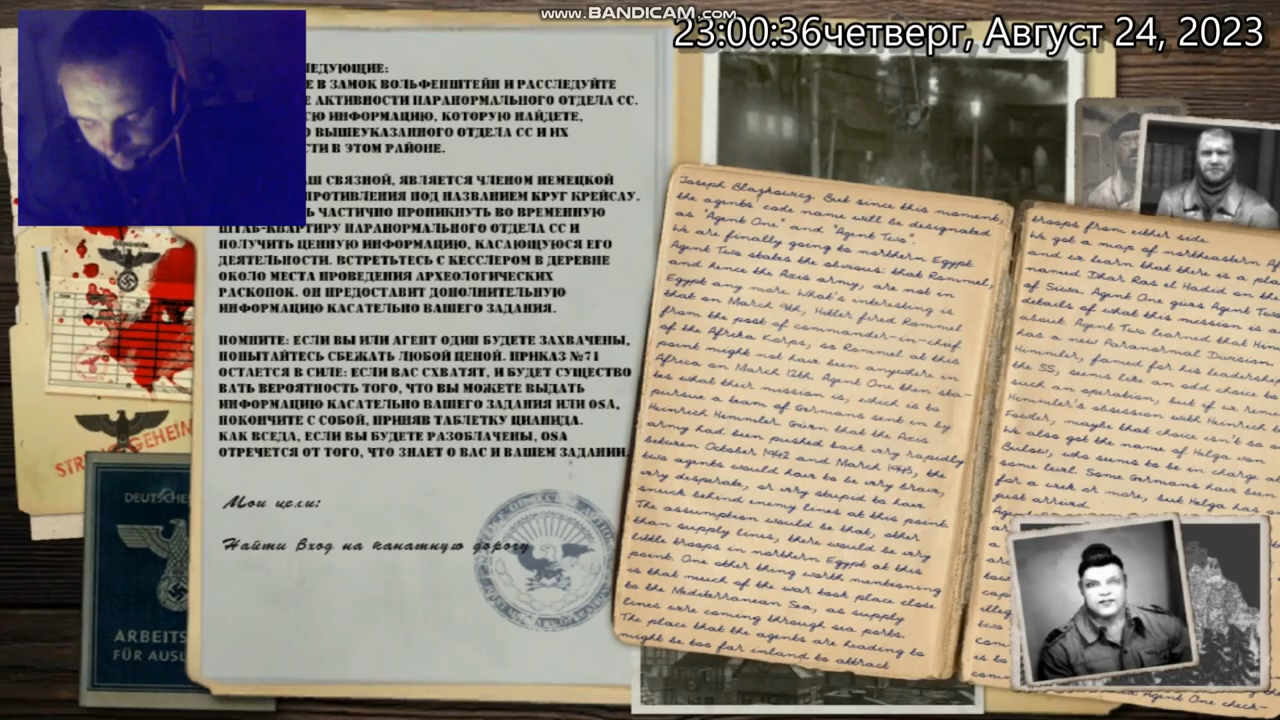 www.BANDICAM.com
23:00:36четверг, Август 24, 2023
ЛЕДУЮЩИЕ:
Е В ЗАМОК ВОЛЬФЕНШТЕЙН И РАССЛЕДУЙТЕ
Е АКТИВНОСТИ ПАРАНОРМАЛЬНОГО ОТДЕЛА СС.
СЮ ИНФОРМАЦИЮ, КОТОРУЮ НАЙДЕТЕ,
О ВЫШЕУКАЗАННОГО ОТДЕЛА СС И ИХ
ТИ В ЭТОМ РАЙОНЕ.
Ш СВЯЗНОЙ, ЯВЛЯЕТСЯ ЧЛЕНОМ НЕМЕЦКОЙ
ПРОТИВЛЕНИЯ ПОД НАЗВАНИЕМ КРУГ КРЕЙСАУ.
Ь ЧАСТИЧНО ПРОНИКНУТЬ ВО ВРЕМЕННУЮ
ШТАБ-КВАРТИРУ ПАРАНОРМАЛЬНОГО ОТДЕЛА СС И
ПОЛУЧИТЬ ЦЕННУЮ ИНФОРМАЦИЮ, КАСАЮЩУЮСЯ ЕГО
ДЕЯТЕЛЬНОСТИ. ВСТРЕТЬТЕСЬ С КЕССЛЕРОМ В ДЕРЕВНЕ
ОКОЛО МЕСТА ПРОВЕДЕНИЯ АРХЕОЛОГИЧЕСКИХ
РАСКОПОК. ОН ПРЕДОСТАВИТ ДОПОЛНИТЕЛЬНУЮ
ИНФОРМАЦИЮ КАСАТЕЛЬНО ВАШЕГО ЗАДАНИЯ.
ПОМНИТЕ: ЕСЛИ ВЫ ИЛИ АГЕНТ ОДИН БУДЕТЕ ЗАХВАЧЕНЫ,
ПОПЫТАЙТЕСЬ СБЕЖАТЬ ЛЮБОЙ ЦЕНОЙ. ПРИКАЗ №71
ОСТАЕТСЯ В СИЛЕ: ЕСЛИ ВАС СХВАТЯТ, И БУДЕТ СУЩЕСТВО
ВАТЬ ВЕРОЯТНОСТЬ ТОГО, ЧТО ВЫ МОЖЕТЕ ВЫДАТЬ
ИНФОРМАЦИЮ КАСАТЕЛЬНО ВАШЕГО ЗАДАНИЯ ИЛИ OSA,
ПОКОНЧИТЕ С СОБОЙ, ПРИНЯВ ТАБЛЕТКУ ЦИАНИДА.
КАК ВСЕДА, ЕСЛИ ВЫ БУДЕТЕ РАЗОБЛАЧЕНЫ, OSA
ОТРЕЧЕТСЯ ОТ ТОГО, ЧТО ЗНАЕТ О ВАС И ВАШЕМ ЗАДАНИИ.
Мои цели:
Найти Вход на канатную дорогу
DEUTSCHE
ARBEITS
FÜR AUSL
Joseph Blazkowicz. But since this moment,
the agents' code name will be designated
as "Agent One" and "Agent Two".
We are finally going to northern Egypt.
Agent Two states the obvious: that Rommel,
and hence the Axis army, are not in
Egypt any more. What's interesting is
that on March 9th, Hitler fired Rommel
from the post of commander-in-chief
of the Afrika Korps, so Rommel at this
point might not have been anywhere in
Africa on March 12th. Agent One then sta-
tes what their mission is, which is to
pursue a team of Germans sent in by
Heinrich Himmler. Given that the Axis
army had been pushed back very rapidly
between October 1942 and March 1943, the
two agents would have to be very brave,
very desperate, or very stupid to have
snuck behind enemy lines at this point.
The assumption would be that, other
than supply lines, there would be very
little troops in northern Egypt at this
point. One other thing worth mentioning
is that much of the war took place close
to the Mediterranean Sea, as supply
lines were coming through sea ports.
The place that the agents are heading to
might be too far inland to attract
troops from either side.
We got a map of northeastern
and we learn that there is a
named Dhar Ras el Hadid on the
of Siwa. Agent One gives Agent Two
details of what this mission is
about. Agent Two learned that
has a new Paranormal Division
Himmler, famed for his leadership
the SS, seems like an odd choice to
such an operation, but if we
Himmler's obsession with Heinrich
Fowler, maybe that choice isn't so
We also got the name of Helga von
Bulow, who seems to be in charge
some level. Some Germans have been
for a week or more, but Helga has
just arrived.
Agent One check-